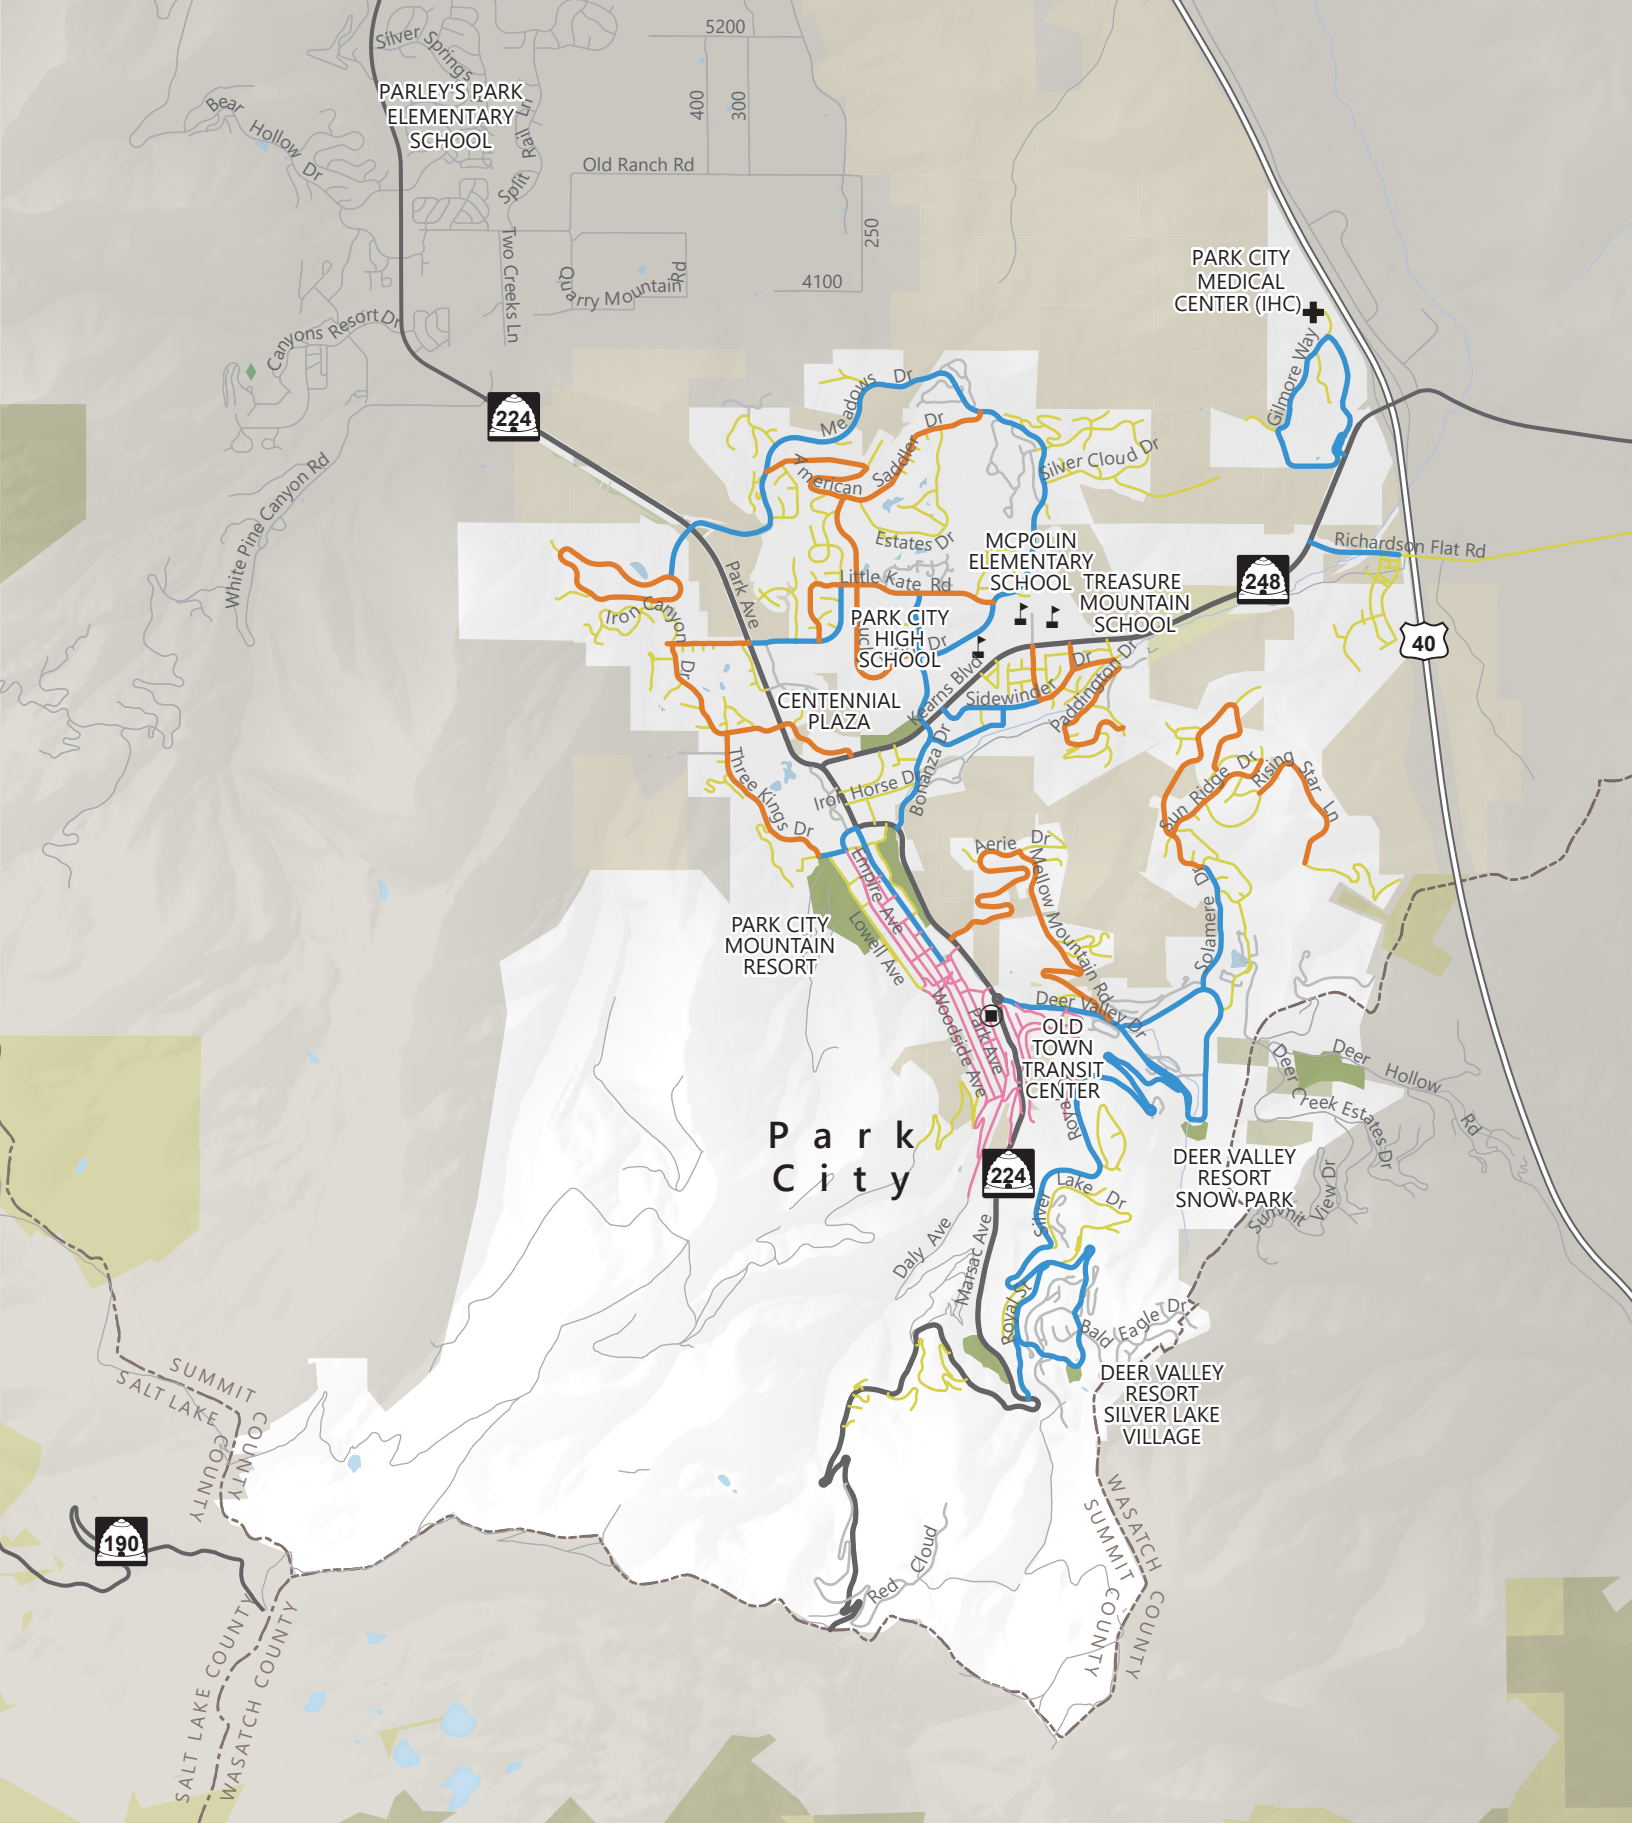 5200
Silver Springs
PARLEY'S PARK
ELEMENTARY
SCHOOL
Bear Hollow Dr
Split Rail Ln
400
300
Old Ranch Rd
250
Two Creeks Ln
Quarry Mountain Rd
4100
Canyons Resort Dr
PARK CITY
MEDICAL
CENTER (IHC)
Gilmore Way
224
Meadows Dr
American
Saddler Dr
Silver Cloud Dr
White Pine Canyon Rd
Estates Dr
MCPOLIN
ELEMENTARY
SCHOOL
TREASURE
MOUNTAIN
SCHOOL
248
Richardson Flat Rd
Park Ave
Little Kate Rd
Iron Canyon Dr
PARK CITY
HIGH
SCHOOL
Dr
40
Kearns Blvd
Sidewinder Dr
Paddington Dr
CENTENNIAL
PLAZA
Three Kings Dr
Iron Horse D
Bonanza Dr
Sun Ridge Dr
Rising Star Ln
Aerie Dr
Mellow Mountain Rd
Empire Ave
Lowell Ave
PARK CITY
MOUNTAIN
RESORT
Solamere Dr
Woodside Ave
Park Ave
Deer Valley Dr
OLD
TOWN
TRANSIT
CENTER
Roya
Deer Hollow Rd
Deer Creek Estates Dr
Park
City
224
DEER VALLEY
RESORT
SNOW PARK
Summit View Dr
Silver Lake Dr
Daly Ave
Marsac Ave
Royal St
Bald Eagle Dr
DEER VALLEY
RESORT
SILVER LAKE
VILLAGE
SUMMIT COUNTY
SALT LAKE COUNTY
190
Red Cloud
WASATCH COUNTY
SUMMIT COUNTY
SALT LAKE COUNTY
WASATCH COUNTY